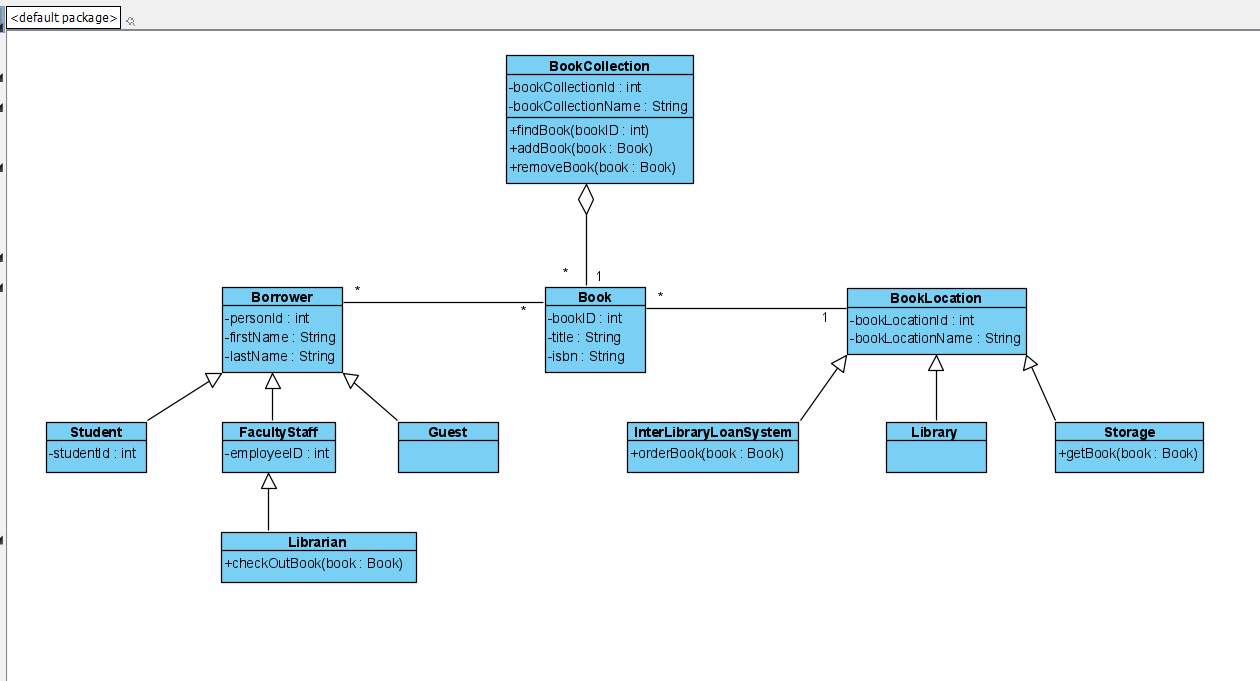 <default package>
BookCollection
-bookCollectionId : int
-bookCollectionName : String
+findBook(bookID : int)
+addBook(book : Book)
+removeBook(book : Book)
* 1
Borrower
-personId : int
-firstName : String
-lastName : String
*
*
Book
-bookID : int
-title : String
-isbn : String
*
1
BookLocation
-bookLocationId : int
-bookLocationName : String
Student
-studentId : int
FacultyStaff
-employeeID : int
Guest
InterLibraryLoanSystem
+orderBook(book : Book)
Library
Storage
+getBook(book : Book)
Librarian
+checkOutBook(book : Book)